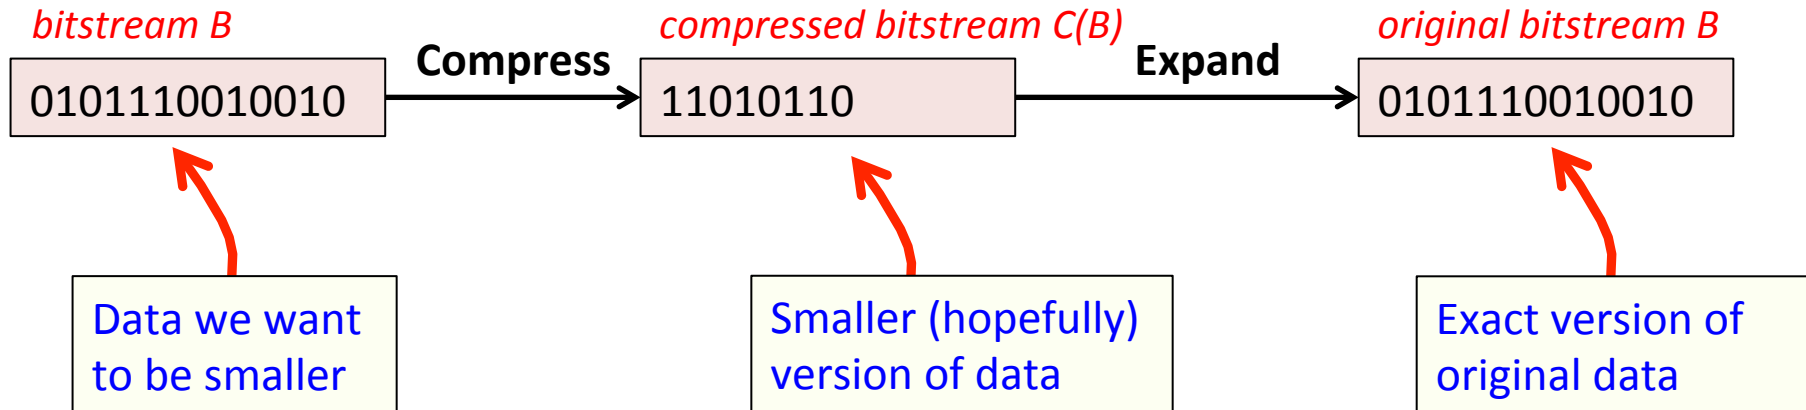 bitstream B
compressed bitstream C(B)
original bitstream B
Compress
Expand
0101110010010
11010110
0101110010010
Data we want
to be smaller
Smaller (hopefully)
version of data
Exact version of
original data